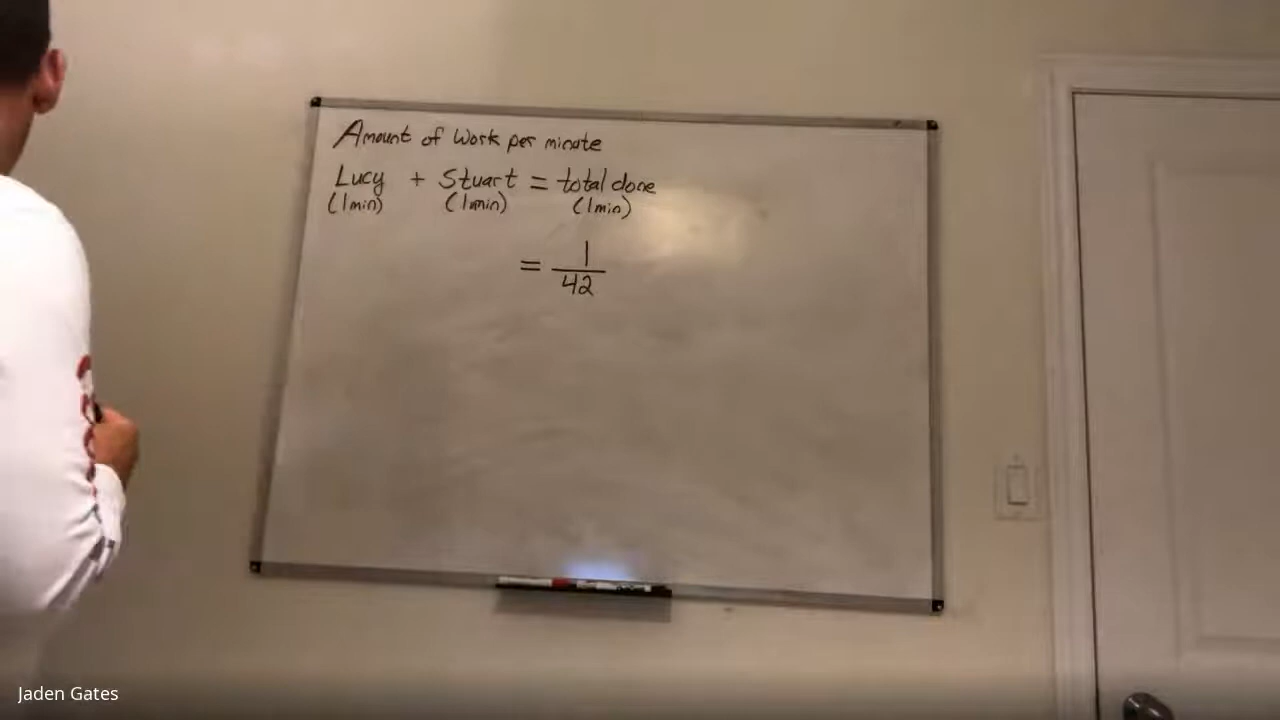 Amount of Work per minute
Lucy + Stuart = total done
(1min) (1min) (1min)
= 1
42
Jaden Gates